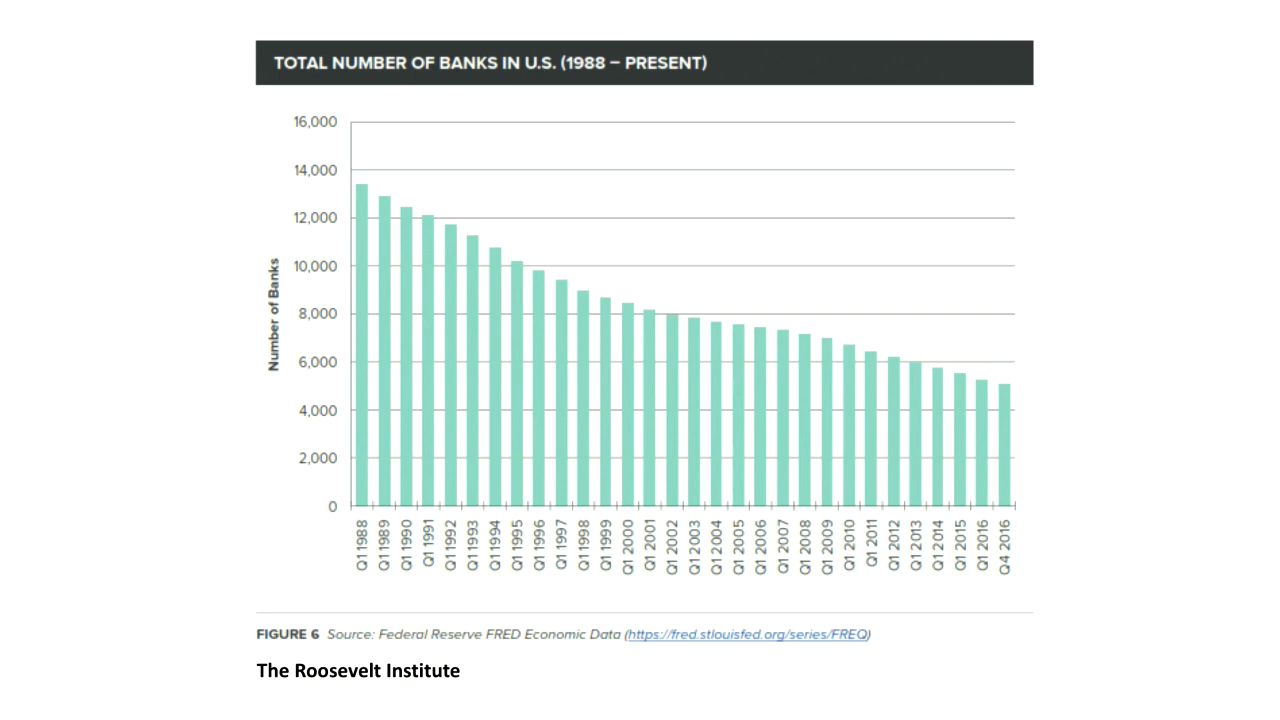 TOTAL NUMBER OF BANKS IN U.S. (1988 – PRESENT)
Number of Banks
16,000
14,000
12,000
10,000
8,000
6,000
4,000
2,000
0
Q1 1988
Q1 1989
Q1 1990
Q1 1991
Q1 1992
Q1 1993
Q1 1994
Q1 1995
Q1 1996
Q1 1997
Q1 1998
Q1 1999
Q1 2000
Q1 2001
Q1 2002
Q1 2003
Q1 2004
Q1 2005
Q1 2006
Q1 2007
Q1 2008
Q1 2009
Q1 2010
Q1 2011
Q1 2012
Q1 2013
Q1 2014
Q1 2015
Q1 2016
Q4 2016
FIGURE 6 Source: Federal Reserve FRED Economic Data (https://fred.stlouisfed.org/series/FREQ)
The Roosevelt Institute